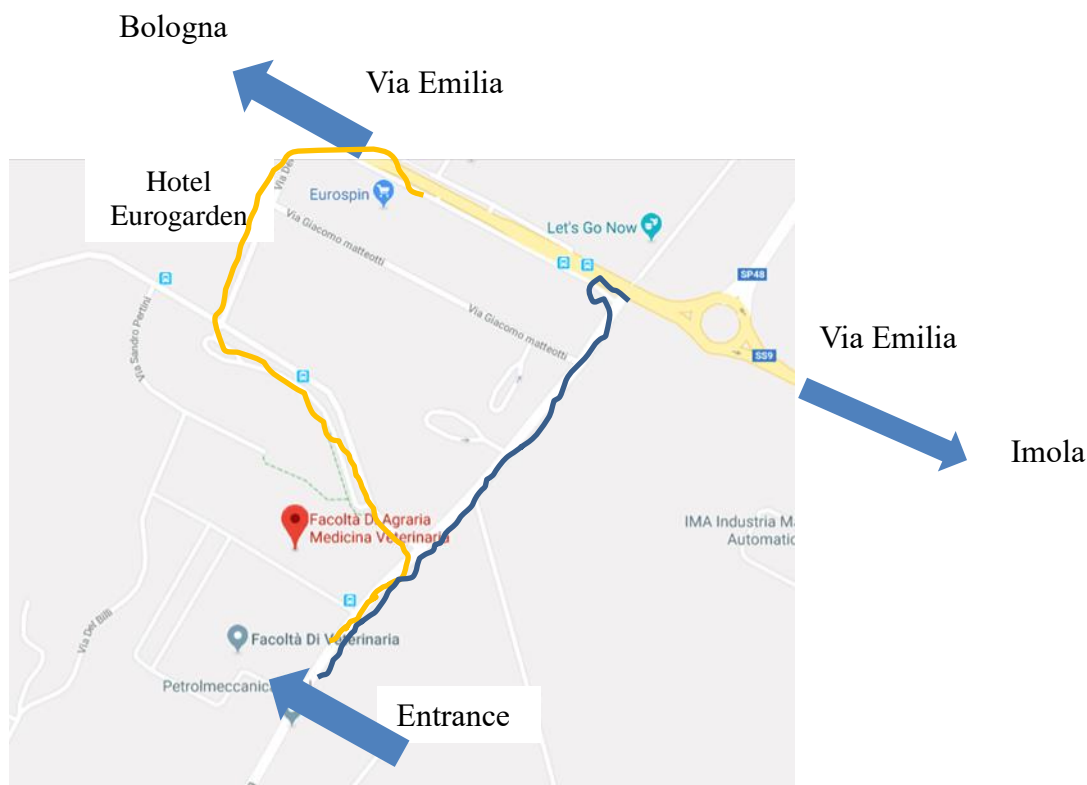 Bologna
Via Emilia
Hotel
Eurogarden
Via Del
Eurospin
Let's Go Now
Via Giacomo matteotti
SP48
Via Giacomo matteotti
SS9
Via Emilia
Via Sandro Pertini
Imola
Facoltà Di Agraria
Medicina Veterinaria
IMA Industria Ma
Automatic
Via Dei Billi
Facoltà Di Veterinaria
Petrolmeccanica
Entrance